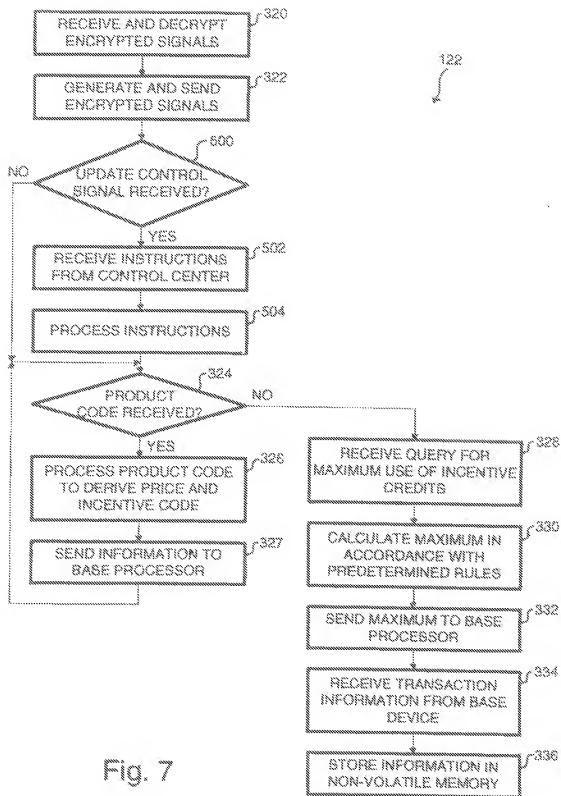 RECEIVE AND DECRYPT
ENCRYPTED SIGNALS
320
GENERATE AND SEND
ENCRYPTED SIGNALS
322
122
500
NO
UPDATE CONTROL
SIGNAL RECEIVED?
YES
RECEIVE INSTRUCTIONS
FROM CONTROL CENTER
502
PROCESS INSTRUCTIONS
504
324
PRODUCT
CODE RECEIVED?
NO
YES
PROCESS PRODUCT CODE
TO DERIVE PRICE AND
INCENTIVE CODE
326
SEND INFORMATION TO
BASE PROCESSOR
327
RECEIVE QUERY FOR
MAXIMUM USE OF INCENTIVE
CREDITS
328
CALCULATE MAXIMUM IN
ACCORDANCE WITH
PREDETERMINED RULES
330
SEND MAXIMUM TO BASE
PROCESSOR
332
RECEIVE TRANSACTION
INFORMATION FROM BASE
DEVICE
334
STORE INFORMATION IN
NON-VOLATILE MEMORY
336
Fig. 7